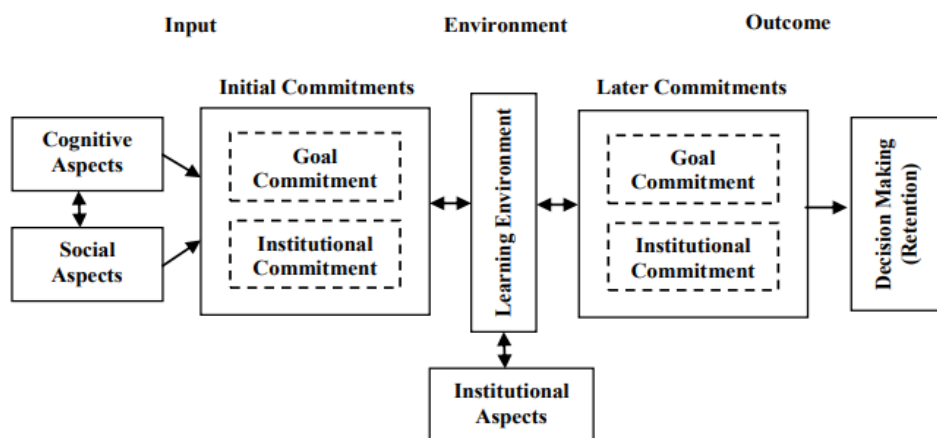 Input
Environment
Outcome
Initial Commitments
Later Commitments
Cognitive
Aspects
Social
Aspects
Goal
Commitment
Institutional
Commitment
Learning Environment
Institutional
Aspects
Goal
Commitment
Institutional
Commitment
Decision Making
(Retention)